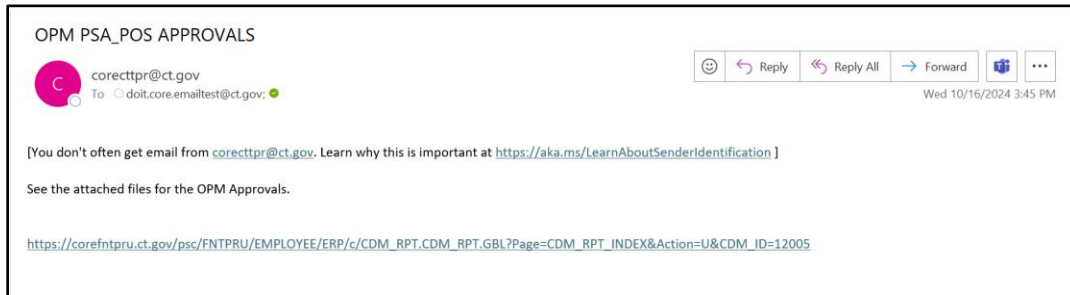 OPM PSA_POS APPROVALS
C
corecttpr@ct.gov
To doit.core.emailtest@ct.gov;
Reply
Reply All
Forward
Wed 10/16/2024 3:45 PM
[You don't often get email from corecttpr@ct.gov. Learn why this is important at https://aka.ms/LearnAboutSenderIdentification ]
See the attached files for the OPM Approvals.
https://corefntpru.ct.gov/psc/FNTPRU/EMPLOYEE/ERP/c/CDM_RPT.CDM_RPT.GBL?Page=CDM_RPT_INDEX&Action=U&CDM_ID=12005